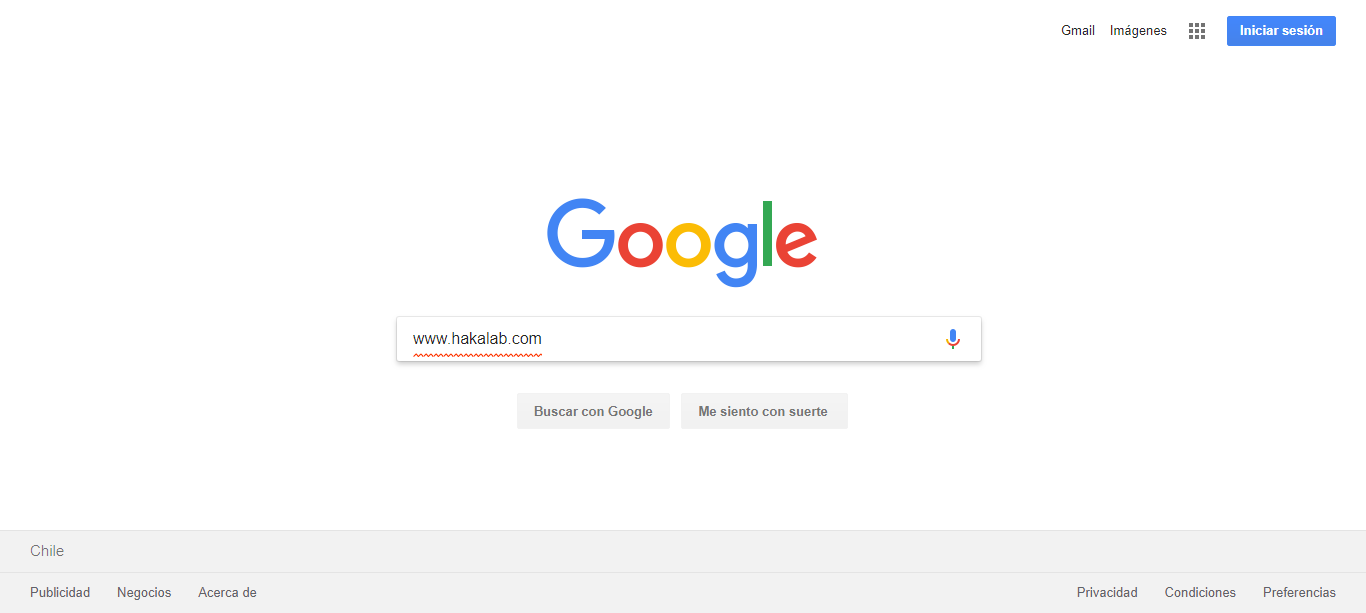 Gmail Imágenes Iniciar sesión
Google
www.hakalab.com
Buscar con Google Me siento con suerte
Chile
Publicidad Negocios Acerca de Privacidad Condiciones Preferencias